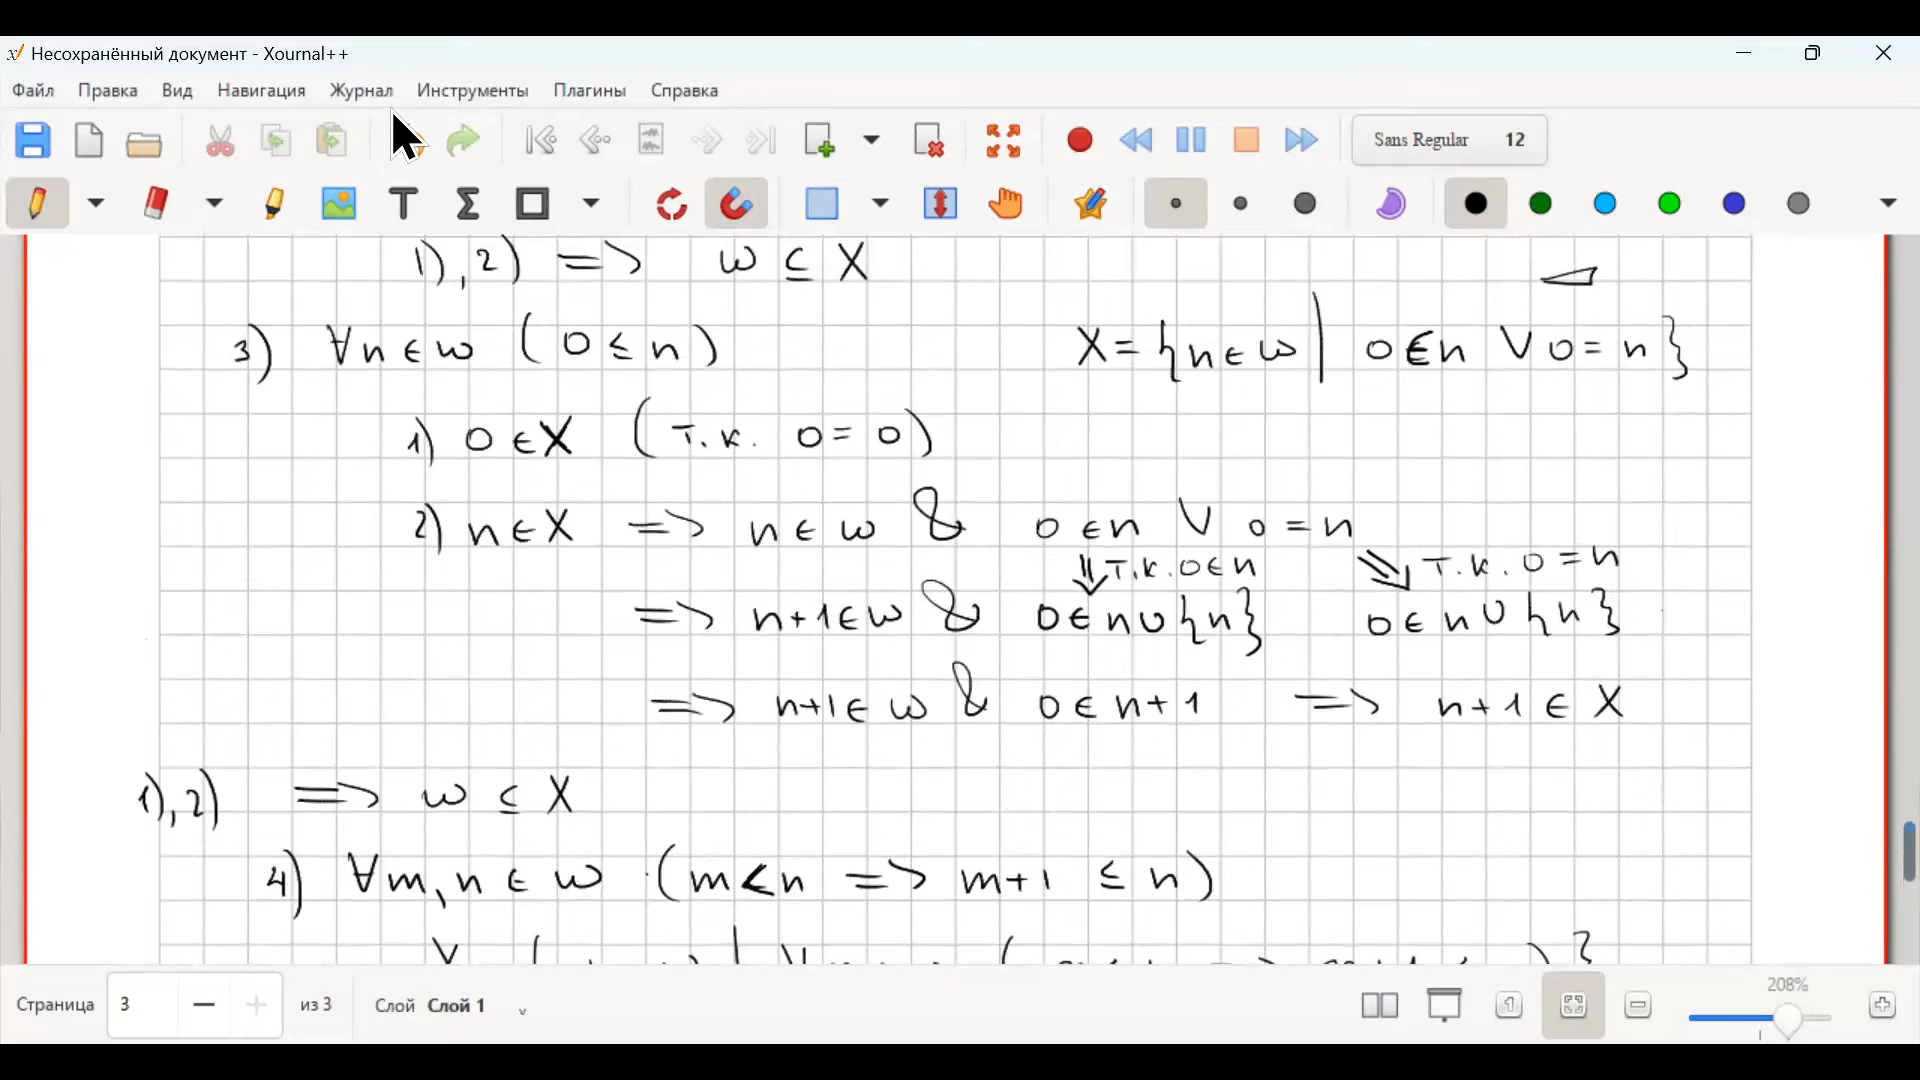 Несохранённый документ - Xournal++
Файл Правка Вид Навигация Журнал Инструменты Плагины Справка
Sans Regular 12
1), 2) => ω ⊆ X
3) ∀n ∈ ω (0 ≤ n) X = {n ∈ ω | 0 ∈ n ∨ 0 = n}
1) 0 ∈ X (т.к. 0 = 0)
2) n ∈ X => n ∈ ω & 0 ∈ n ∨ 0 = n
⇓ т.к. 0 ∈ n ⇘ т.к. 0 = n
=> n+1 ∈ ω & 0 ∈ n ∪ {n} 0 ∈ n ∪ {n}
=> n+1 ∈ ω & 0 ∈ n+1 => n+1 ∈ X
1), 2) => ω ⊆ X
4) ∀m, n ∈ ω (m < n => m+1 ≤ n)
Страница 3 из 3 Слой Слой 1 208%